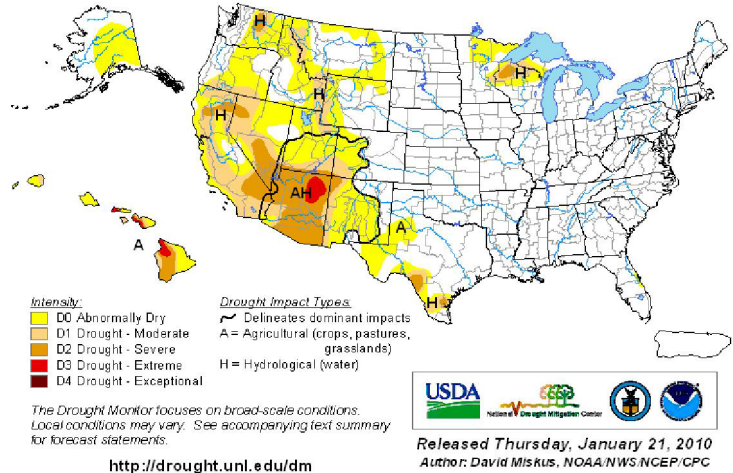 H
H
H
H
AH
A
A
H
Intensity:
D0 Abnormally Dry
D1 Drought - Moderate
D2 Drought - Severe
D3 Drought - Extreme
D4 Drought - Exceptional
Drought Impact Types:
Delineates dominant impacts
A = Agricultural (crops, pastures,
grasslands)
H = Hydrological (water)
The Drought Monitor focuses on broad-scale conditions.
Local conditions may vary. See accompanying text summary
for forecast statements.
http://drought.unl.edu/dm
USDA
National Drought Mitigation Center
Released Thursday, January 21, 2010
Author: David Miskus, NOAA/NWS/NCEP/CPC